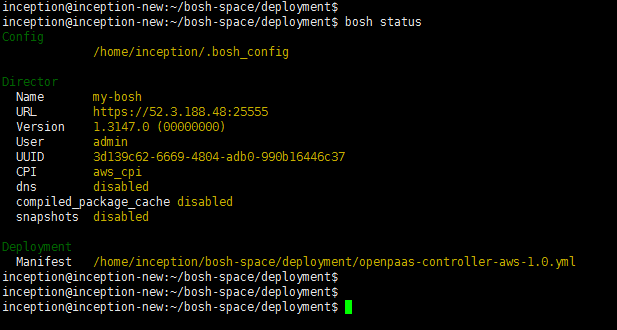 inception@inception-new:~/bosh-space/deployment$
inception@inception-new:~/bosh-space/deployment$ bosh status
Config
/home/inception/.bosh_config
Director
Name my-bosh
URL https://52.3.188.48:25555
Version 1.3147.0 (00000000)
User admin
UUID 3d139c62-6669-4804-adb0-990b16446c37
CPI aws_cpi
dns disabled
compiled_package_cache disabled
snapshots disabled
Deployment
Manifest /home/inception/bosh-space/deployment/openpaas-controller-aws-1.0.yml
inception@inception-new:~/bosh-space/deployment$
inception@inception-new:~/bosh-space/deployment$
inception@inception-new:~/bosh-space/deployment$